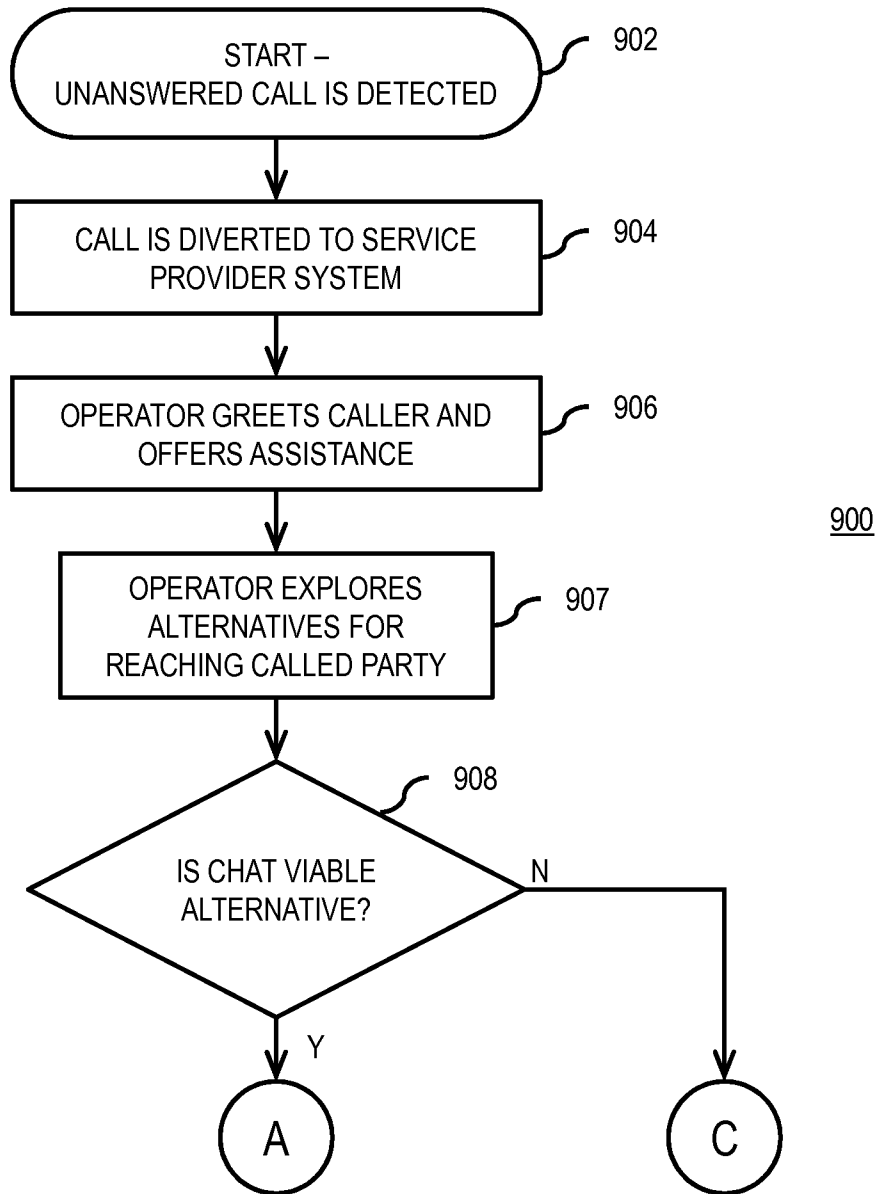 START –
UNANSWERED CALL IS DETECTED
902
CALL IS DIVERTED TO SERVICE
PROVIDER SYSTEM
904
OPERATOR GREETS CALLER AND
OFFERS ASSISTANCE
906
900
OPERATOR EXPLORES
ALTERNATIVES FOR
REACHING CALLED PARTY
907
908
IS CHAT VIABLE
ALTERNATIVE?
N
Y
A
C